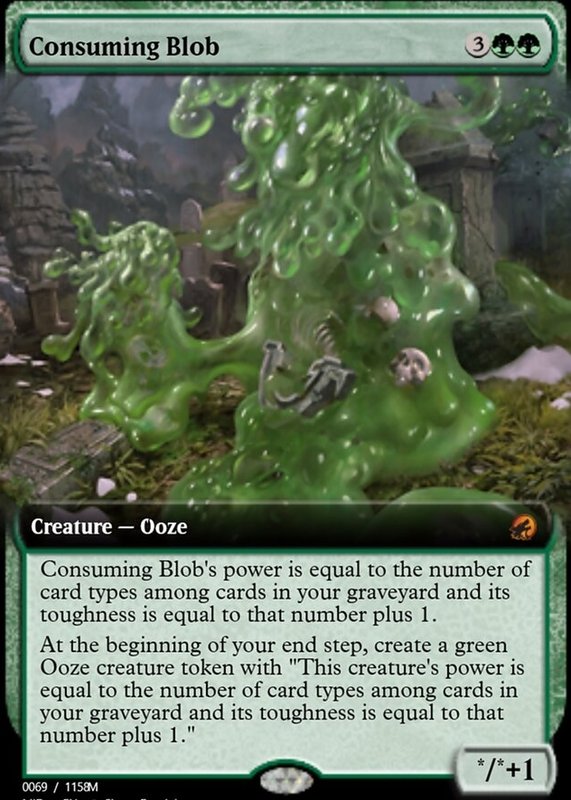 Consuming Blob 3
Creature — Ooze
Consuming Blob's power is equal to the number of
card types among cards in your graveyard and its
toughness is equal to that number plus 1.
At the beginning of your end step, create a green
Ooze creature token with "This creature's power is
equal to the number of card types among cards in
your graveyard and its toughness is equal to that
number plus 1."
*/*+1
0069 / 1158M